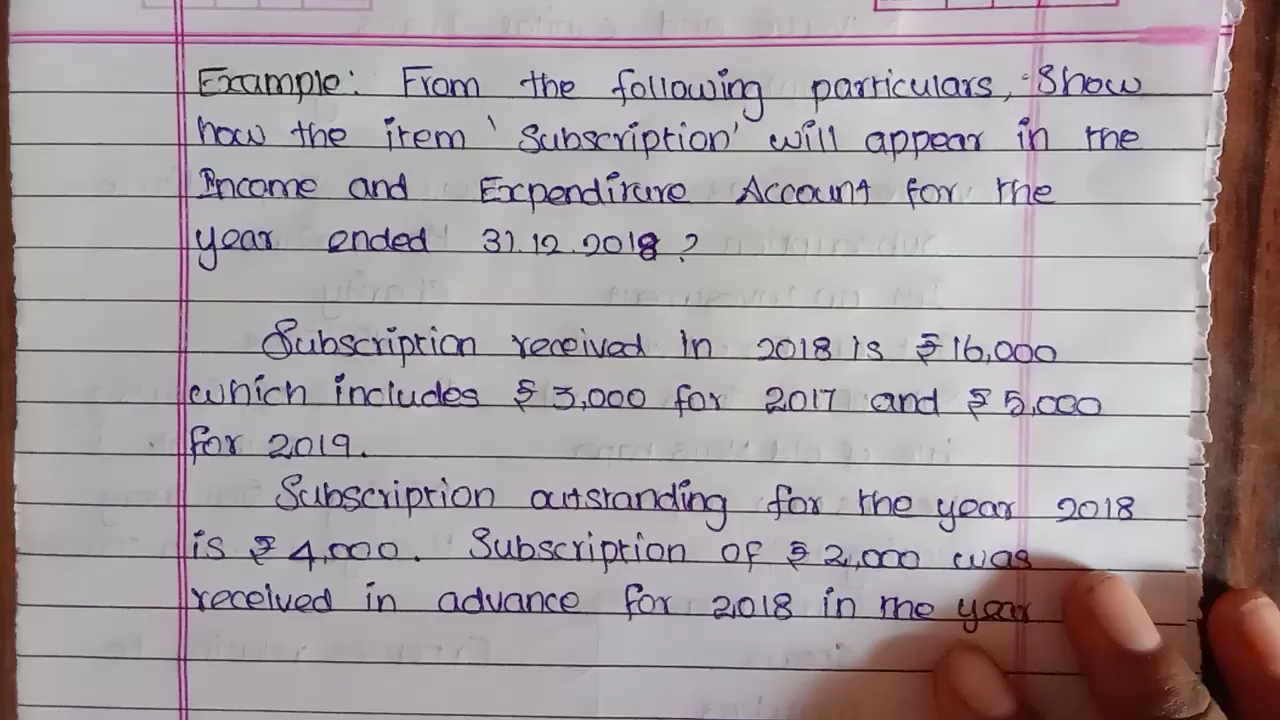 Example: From the following particulars, Show
how the item 'Subscription' will appear in the
Income and Expenditure Account for the
year ended 31.12.2018?
Subscription received in 2018 is ₹16,000
which includes ₹3,000 for 2017 and ₹5,000
for 2019.
Subscription outstanding for the year 2018
is ₹4,000. Subscription of ₹2,000 was
received in advance for 2018 in the year